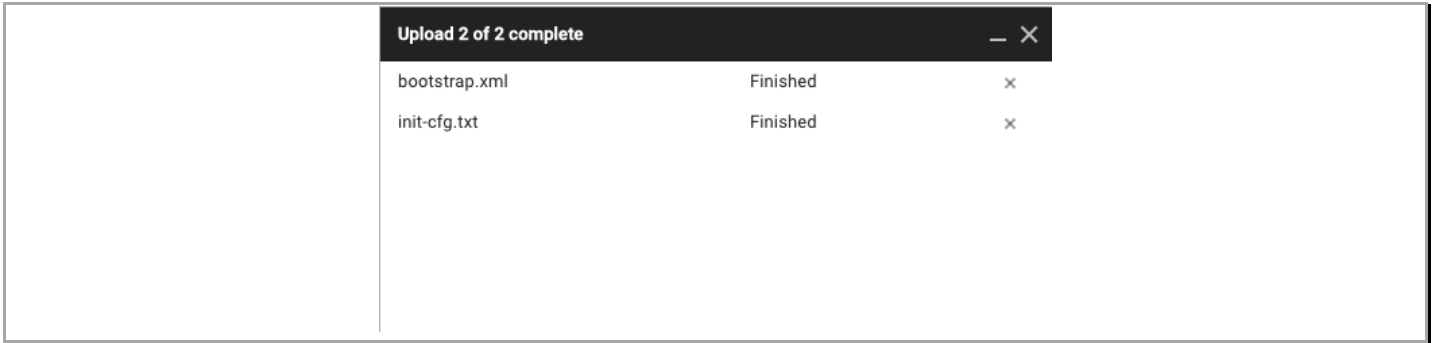 Upload 2 of 2 complete
bootstrap.xml Finished
init-cfg.txt Finished